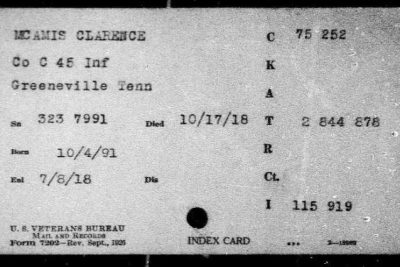 MCAMIS CLARENCE C 75 252
Co C 45 Inf K
Greeneville Tenn A
Sn 323 7991 Died 10/17/18 T 2 844 878
Born 10/4/91 R
Enl 7/8/18 Dis Ct.
I 115 919
U. S. VETERANS BUREAU
MAIL AND RECORDS
Form 7202—Rev. Sept., 1926 INDEX CARD ...